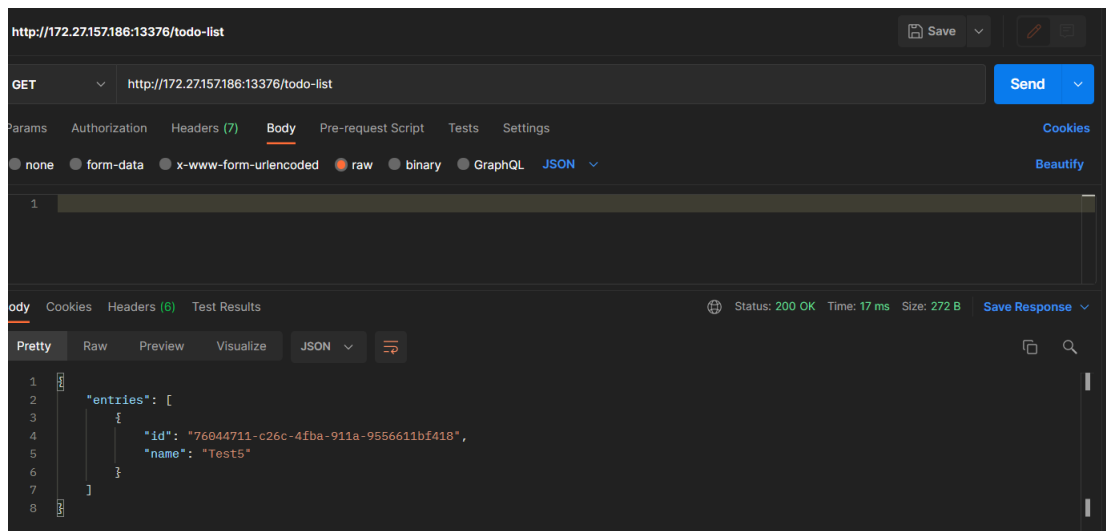 http://172.27.157.186:13376/todo-list Save
GET http://172.27.157.186:13376/todo-list Send
Params Authorization Headers (7) Body Pre-request Script Tests Settings Cookies
none form-data x-www-form-urlencoded raw binary GraphQL JSON Beautify
1
ody Cookies Headers (6) Test Results Status: 200 OK Time: 17 ms Size: 272 B Save Response
Pretty Raw Preview Visualize JSON
1 {
2 "entries": [
3 {
4 "id": "76044711-c26c-4fba-911a-9556611bf418",
5 "name": "Test5"
6 }
7 ]
8 }